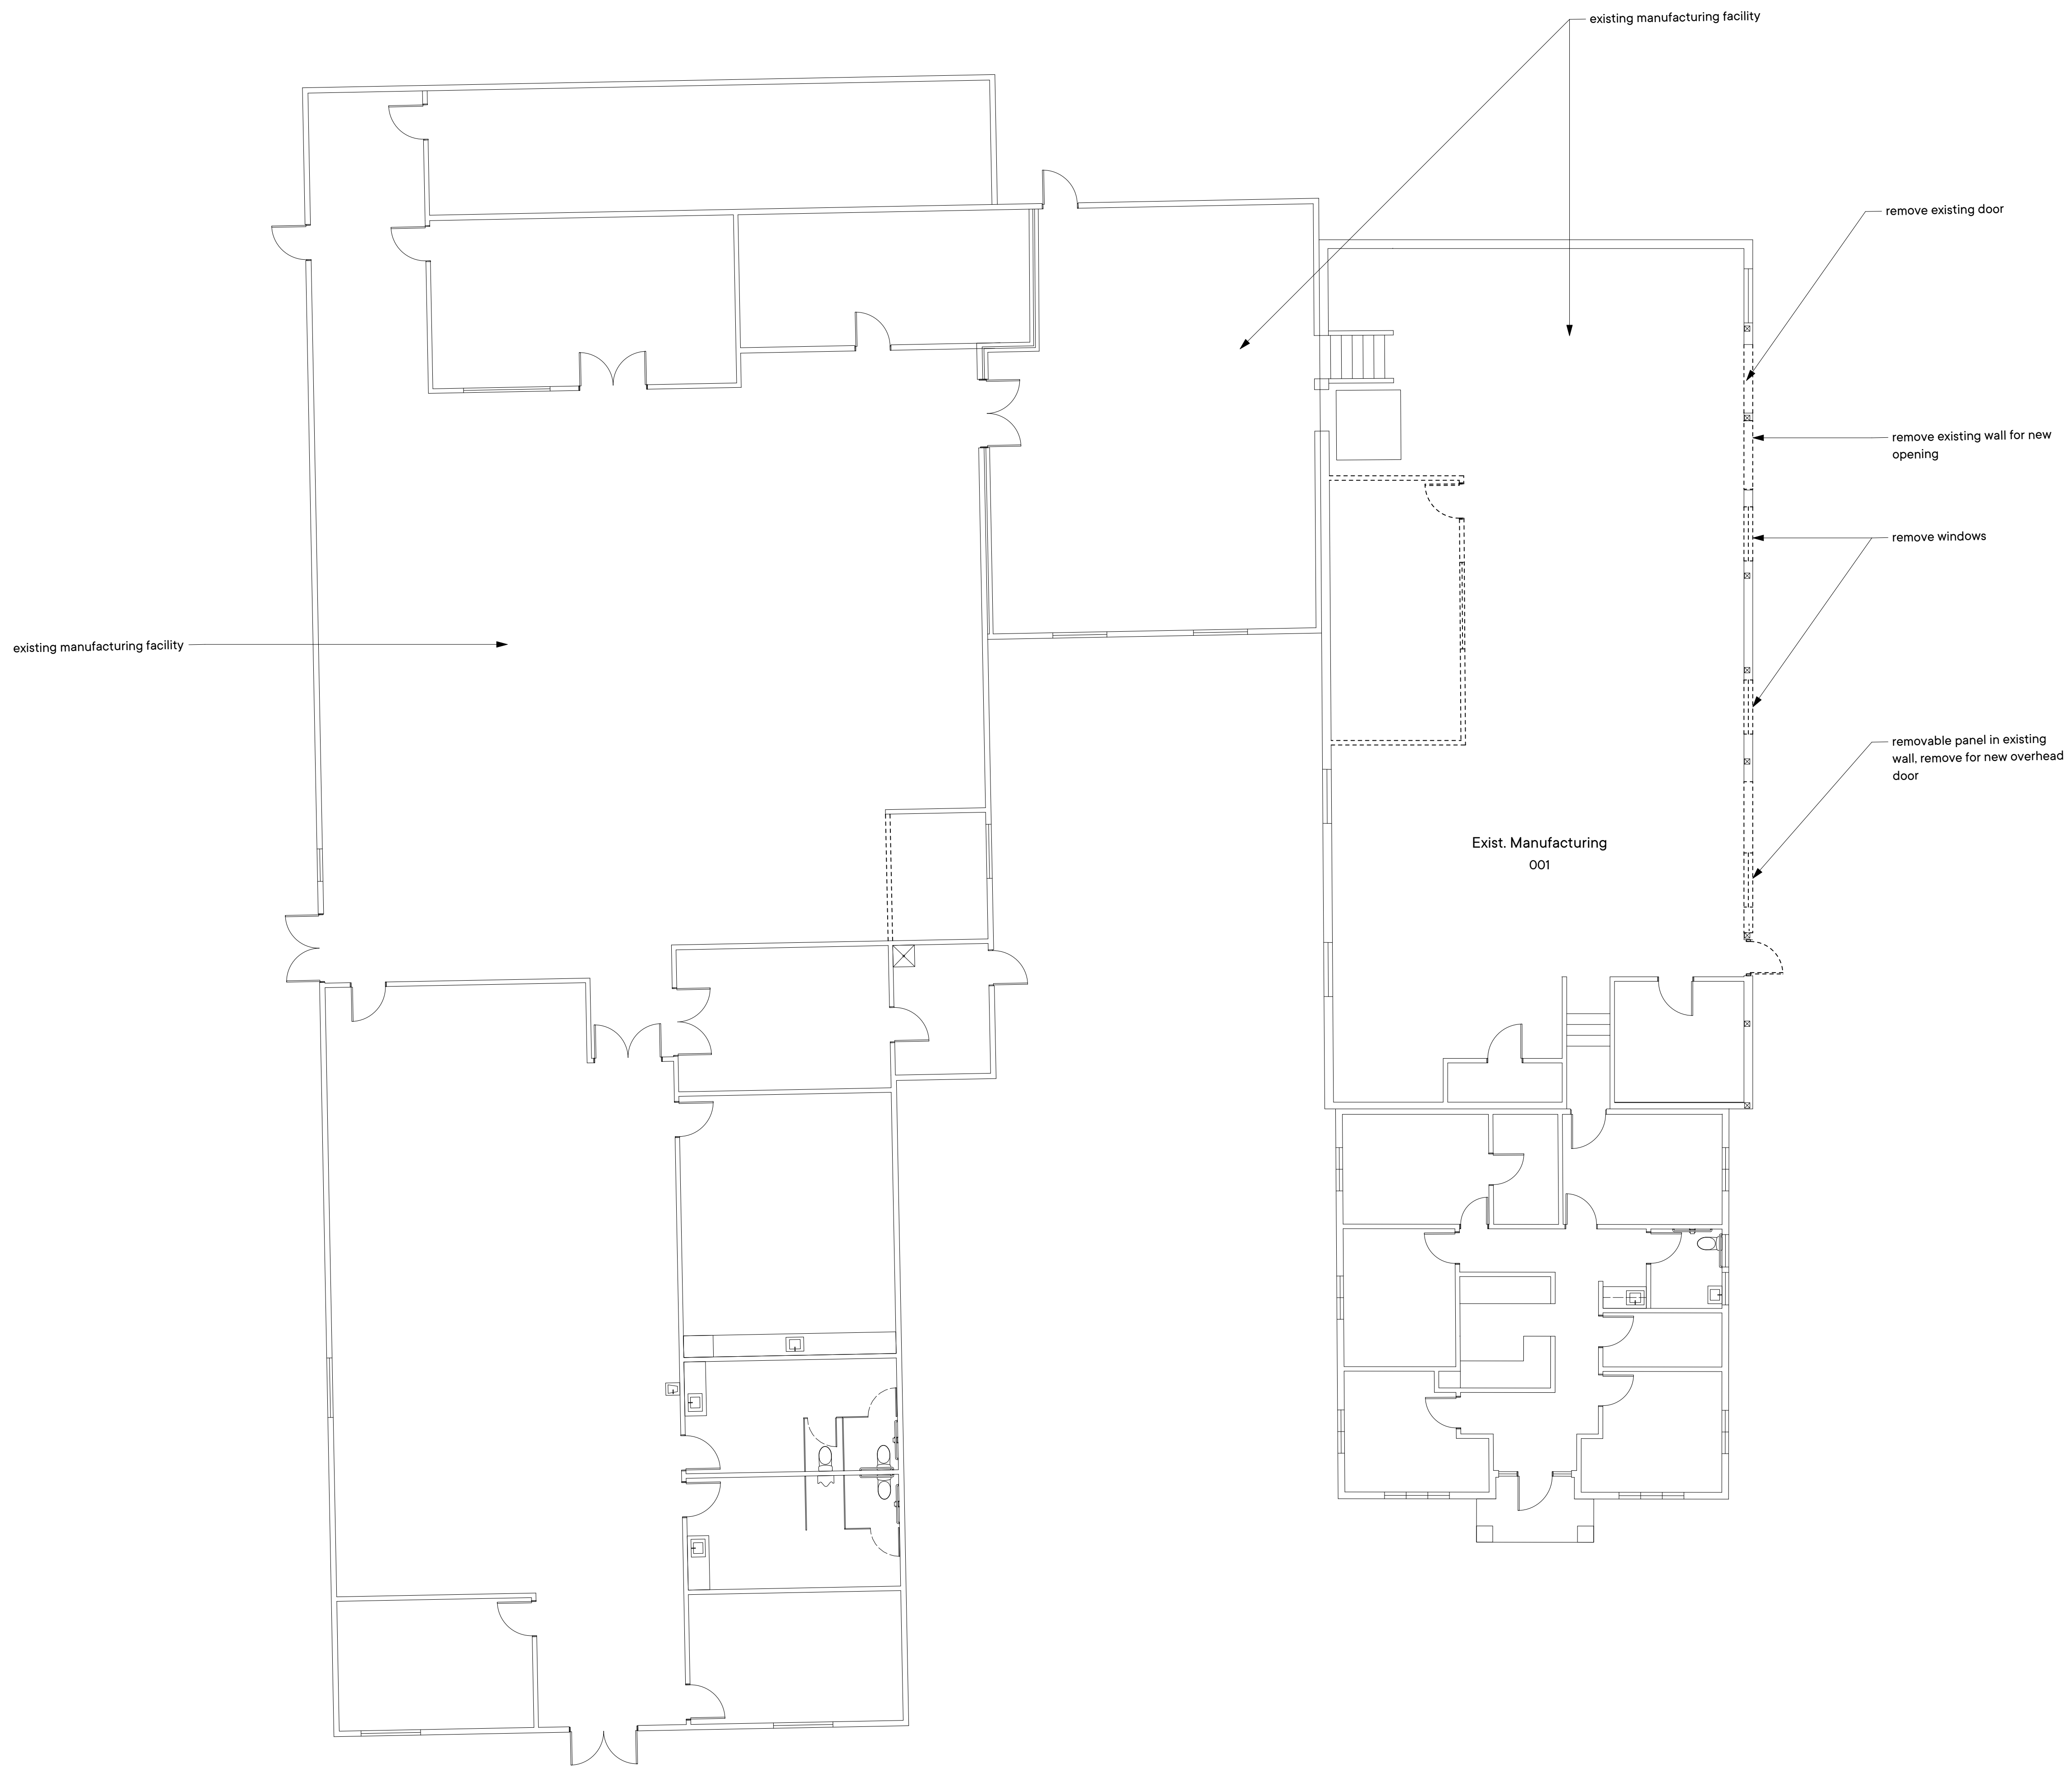 existing manufacturing facility
remove existing door
remove existing wall for new
opening
remove windows
existing manufacturing facility
removable panel in existing
wall, remove for new overhead
door
Exist. Manufacturing
001